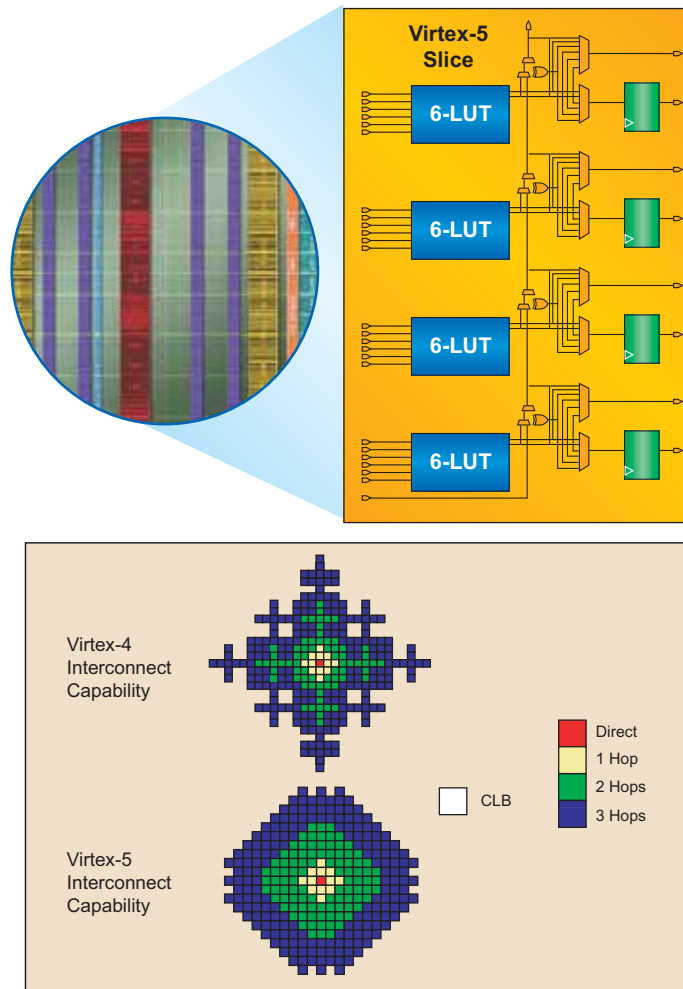 Virtex-5
Slice
6-LUT
6-LUT
6-LUT
6-LUT
Virtex-4
Interconnect
Capability
Direct
1 Hop
2 Hops
3 Hops
CLB
Virtex-5
Interconnect
Capability